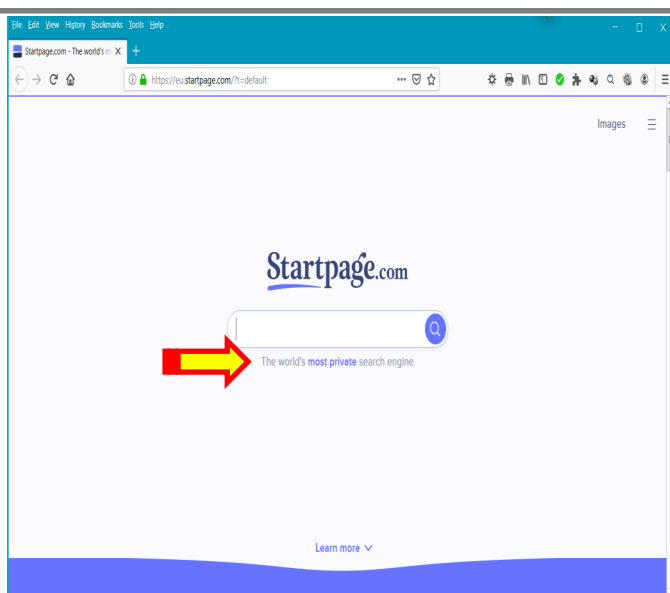 File Edit View History Bookmarks Tools Help
Startpage.com - The world's m
https://eu.startpage.com/?t=default
Images
Startpage.com
The world's most private search engine
Learn more